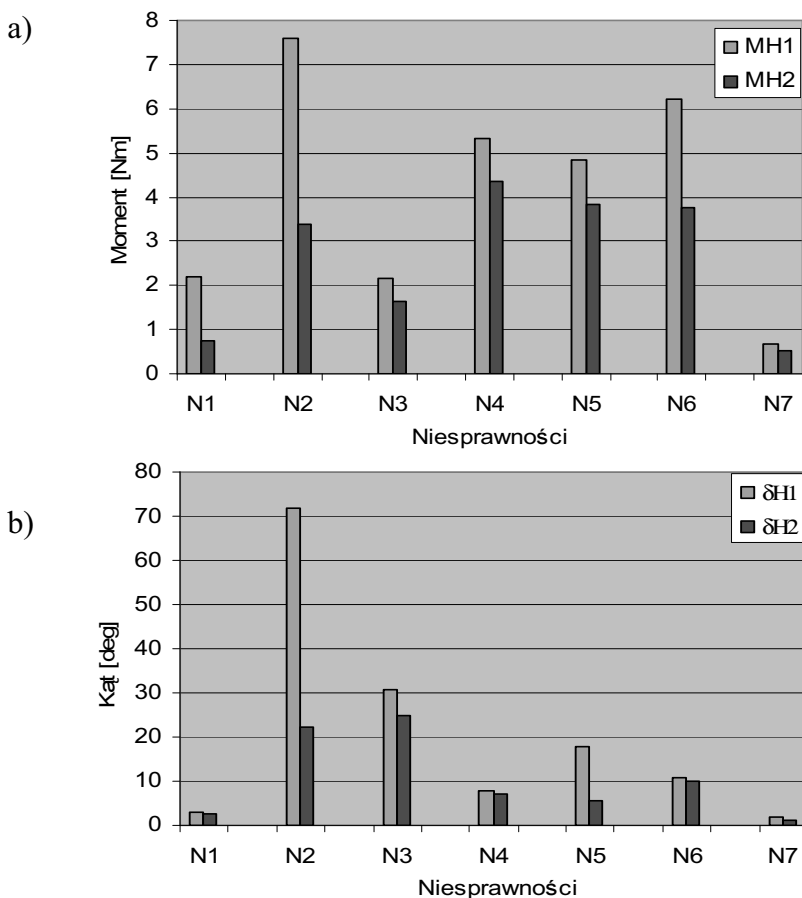 a)
8
7
6
5
4
3
2
1
0
Moment [Nm]
MH1
MH2
N1 N2 N3 N4 N5 N6 N7
Niesprawności
b)
80
70
60
50
40
30
20
10
0
Kąt [deg]
δH1
δH2
N1 N2 N3 N4 N5 N6 N7
Niesprawności